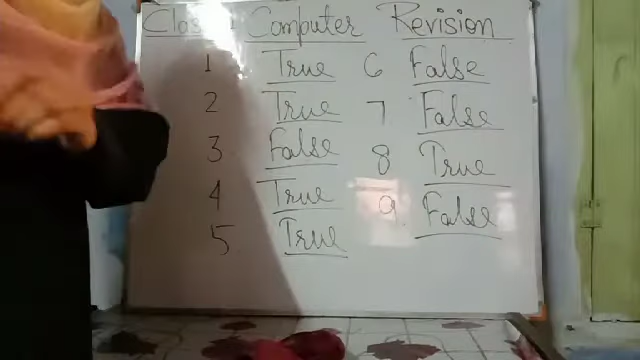 Class Computer Revision
1 True 6 False
2 True 7 False
3 False 8 True
4 True 9 False
5 True